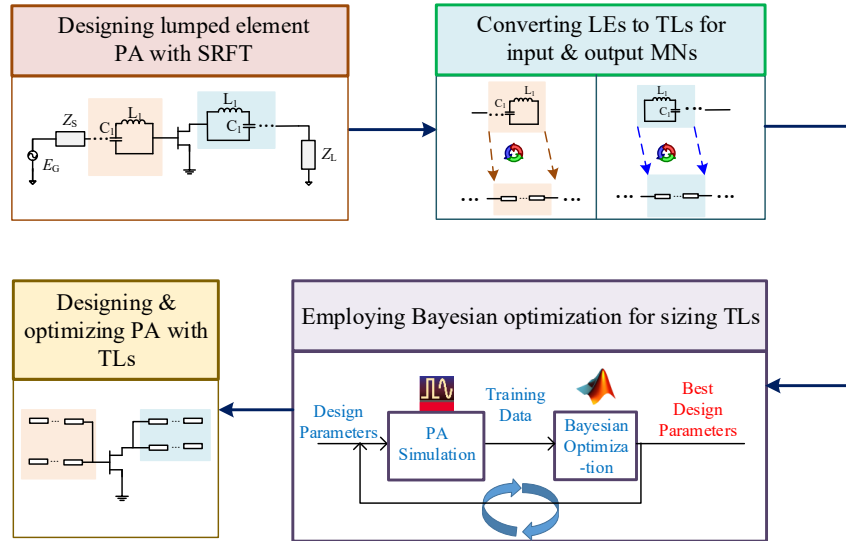 Designing lumped element
PA with SRFT
Z_S
C_1
L_1
L_1
C_1
Z_L
E_G
Converting LEs to TLs for
input & output MNs
L_1
C_1
L_1
C_1
Designing &
optimizing PA with
TLs
Employing Bayesian optimization for sizing TLs
Design
Parameters
PA
Simulation
Training
Data
Bayesian
Optimiza
-tion
Best
Design
Parameters